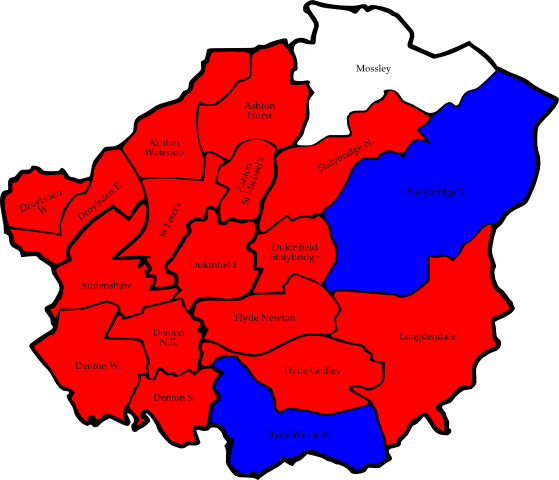 Mossley
Ashton
Hurst
Ashton
Waterloo
Stalybridge N.
Ashton
St Michael's
Droylsden
W.
Droylsden E.
Stalybridge S.
St Peter's
Dukinfield
Stalybridge
Dukinfield
Audenshaw
Hyde Newton
Denton
N.E.
Longdendale
Denton W.
Hyde Godley
Denton S.
Hyde Werneth